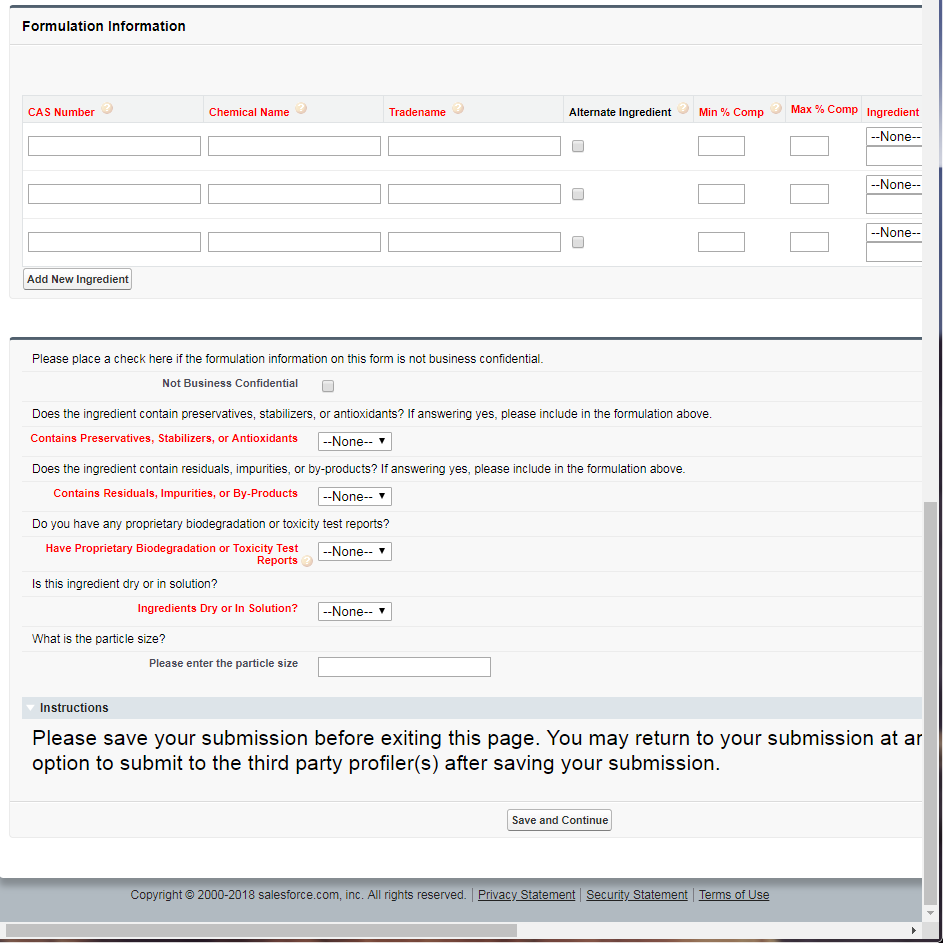 Formulation Information
CAS Number ? Chemical Name ? Tradename ? Alternate Ingredient ? Min % Comp ? Max % Comp Ingredient
--None--
--None--
--None--
Add New Ingredient
Please place a check here if the formulation information on this form is not business confidential.
Not Business Confidential
Does the ingredient contain preservatives, stabilizers, or antioxidants? If answering yes, please include in the formulation above.
Contains Preservatives, Stabilizers, or Antioxidants --None--
Does the ingredient contain residuals, impurities, or by-products? If answering yes, please include in the formulation above.
Contains Residuals, Impurities, or By-Products --None--
Do you have any proprietary biodegradation or toxicity test reports?
Have Proprietary Biodegradation or Toxicity Test --None--
Reports ?
Is this ingredient dry or in solution?
Ingredients Dry or In Solution? --None--
What is the particle size?
Please enter the particle size
Instructions
Please save your submission before exiting this page. You may return to your submission at
option to submit to the third party profiler(s) after saving your submission.
Save and Continue
Copyright © 2000-2018 salesforce.com, inc. All rights reserved. | Privacy Statement | Security Statement | Terms of Use